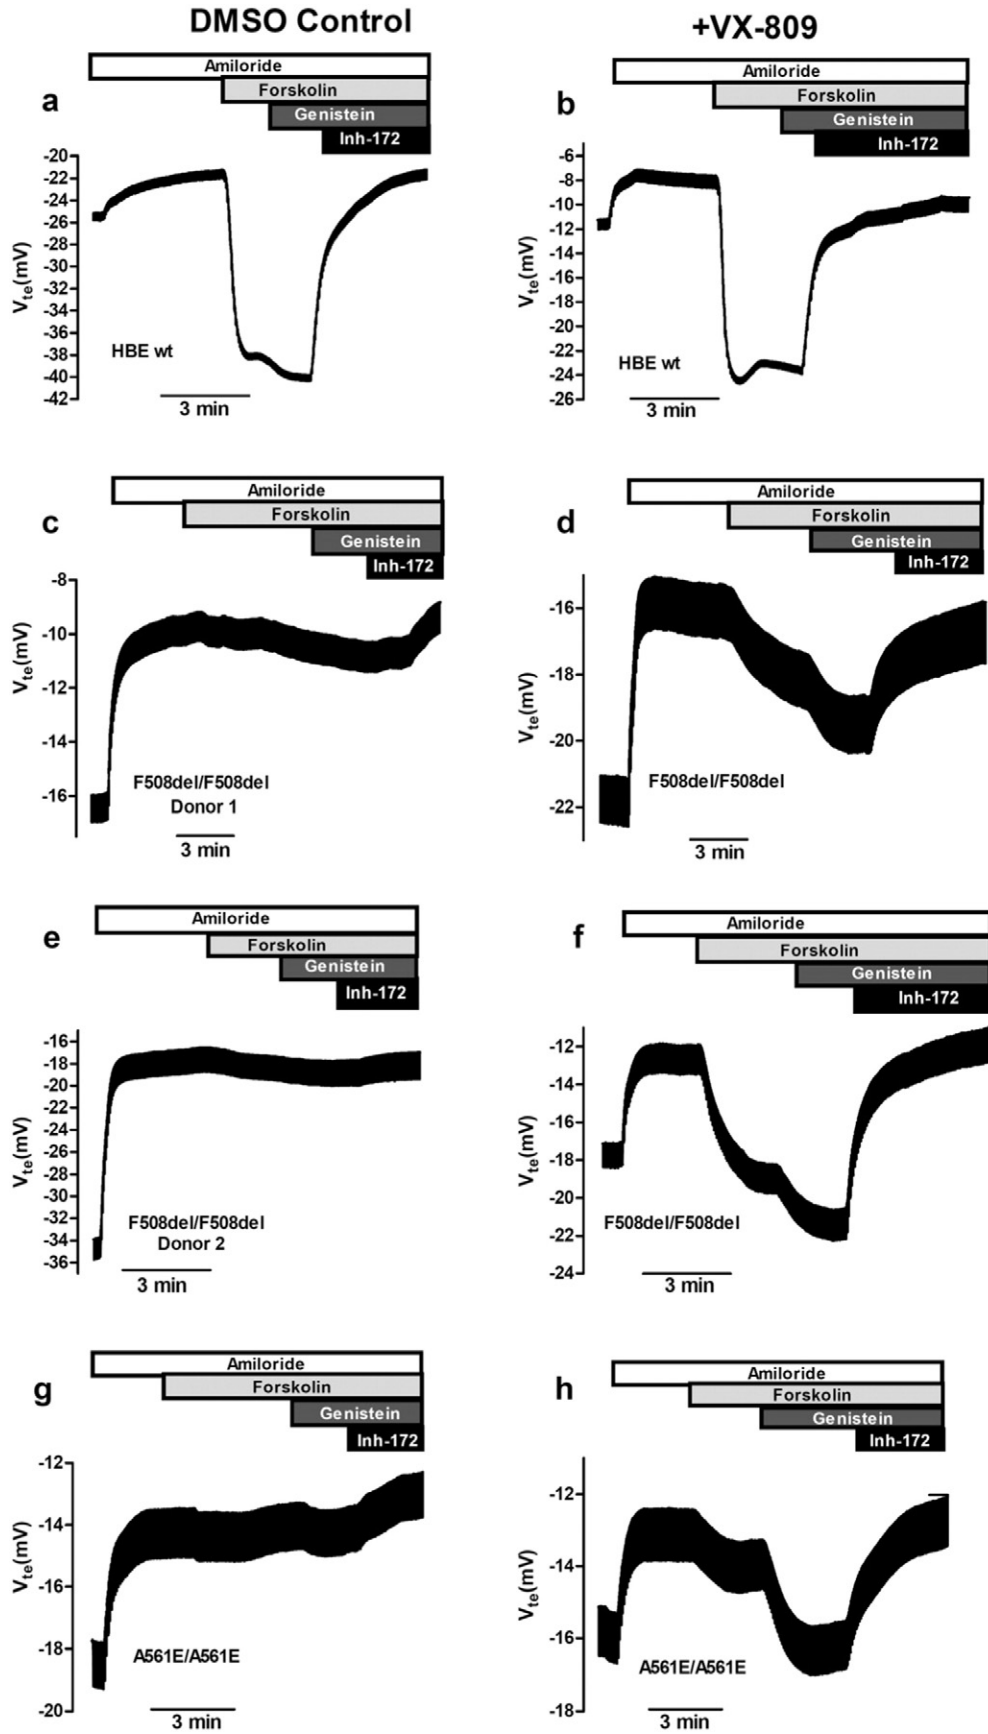 DMSO Control
+VX-809
a
Amiloride
Forskolin
Genistein
Inh-172
-20
-22
-24
-26
-28
-30
-32
-34
-36
-38
-40
-42
Vte(mV)
HBE wt
3 min
b
Amiloride
Forskolin
Genistein
Inh-172
-6
-8
-10
-12
-14
-16
-18
-20
-22
-24
-26
Vte(mV)
HBE wt
3 min
c
Amiloride
Forskolin
Genistein
Inh-172
-8
-10
-12
-14
-16
Vte(mV)
F508del/F508del
Donor 1
3 min
d
Amiloride
Forskolin
Genistein
Inh-172
-16
-18
-20
-22
Vte(mV)
F508del/F508del
3 min
e
Amiloride
Forskolin
Genistein
Inh-172
-16
-18
-20
-22
-24
-26
-28
-30
-32
-34
-36
Vte(mV)
F508del/F508del
Donor 2
3 min
f
Amiloride
Forskolin
Genistein
Inh-172
-12
-14
-16
-18
-20
-22
-24
Vte(mV)
F508del/F508del
3 min
g
Amiloride
Forskolin
Genistein
Inh-172
-12
-14
-16
-18
-20
Vte(mV)
A561E/A561E
3 min
h
Amiloride
Forskolin
Genistein
Inh-172
-12
-14
-16
-18
Vte(mV)
A561E/A561E
3 min